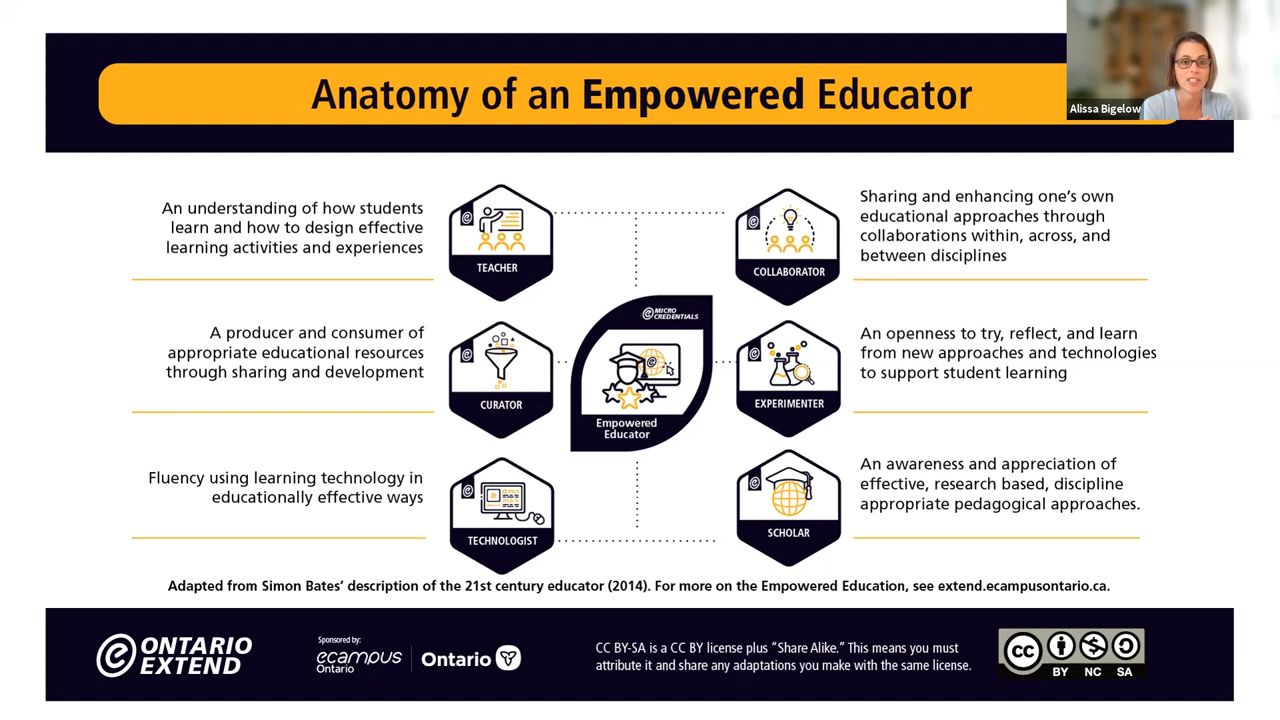 Anatomy of an Empowered Educator
Alissa Bigelow
An understanding of how students
learn and how to design effective
learning activities and experiences
TEACHER
COLLABORATOR
Sharing and enhancing one's own
educational approaches through
collaborations within, across, and
between disciplines
A producer and consumer of
appropriate educational resources
through sharing and development
CURATOR
MICRO
CREDENTIALS
Empowered
Educator
EXPERIMENTER
An openness to try, reflect, and learn
from new approaches and technologies
to support student learning
Fluency using learning technology in
educationally effective ways
TECHNOLOGIST
SCHOLAR
An awareness and appreciation of
effective, research based, discipline
appropriate pedagogical approaches.
Adapted from Simon Bates' description of the 21st century educator (2014). For more on the Empowered Education, see extend.ecampusontario.ca.
ONTARIO
EXTEND
Sponsored by:
ecampus
Ontario
Ontario
CC BY-SA is a CC BY license plus "Share Alike." This means you must
attribute it and share any adaptations you make with the same license.
cc
BY NC SA